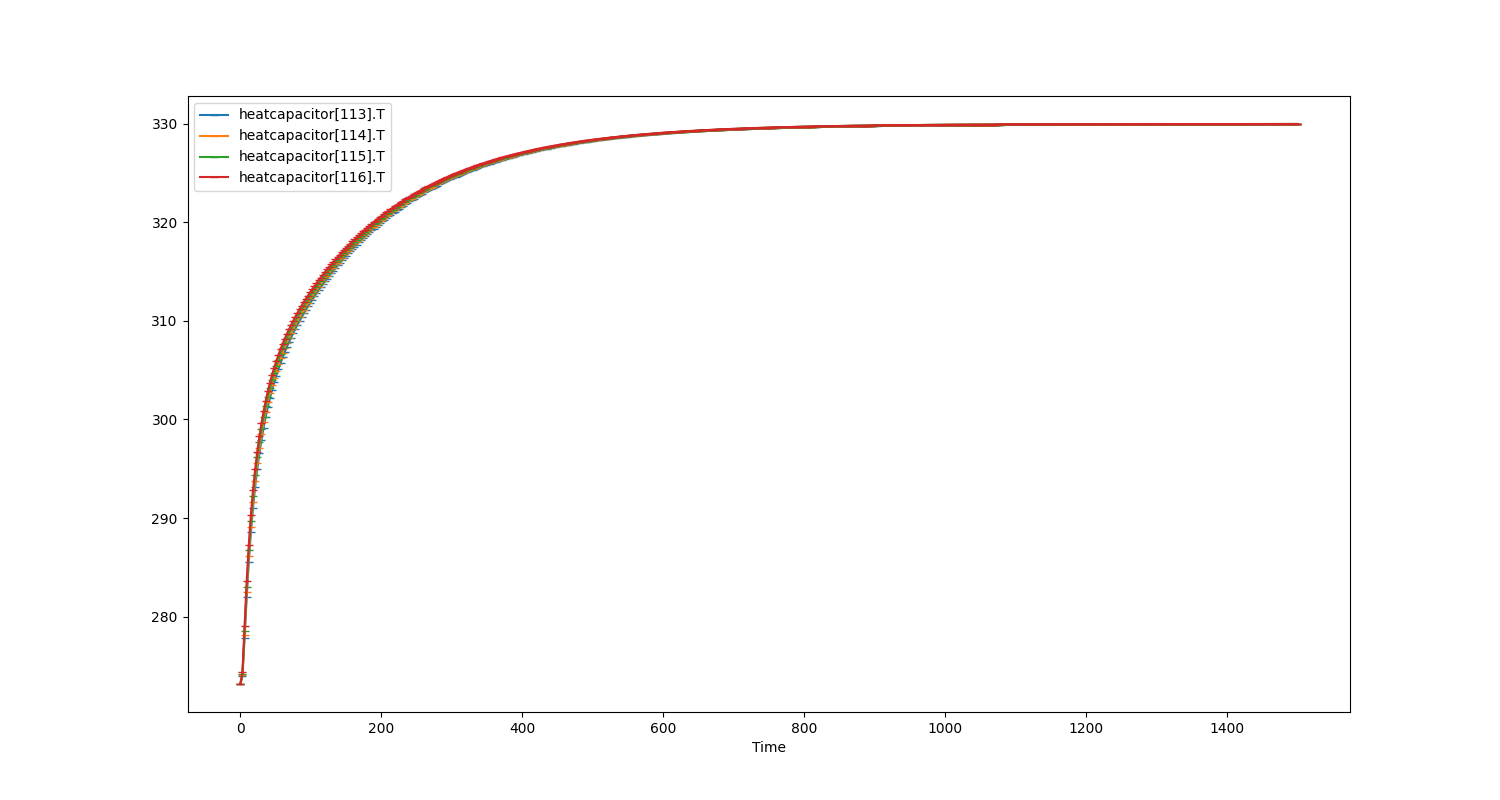 heatcapacitor[113].T
heatcapacitor[114].T
heatcapacitor[115].T
heatcapacitor[116].T
330
320
310
300
290
280
0 200 400 600 800 1000 1200 1400
Time